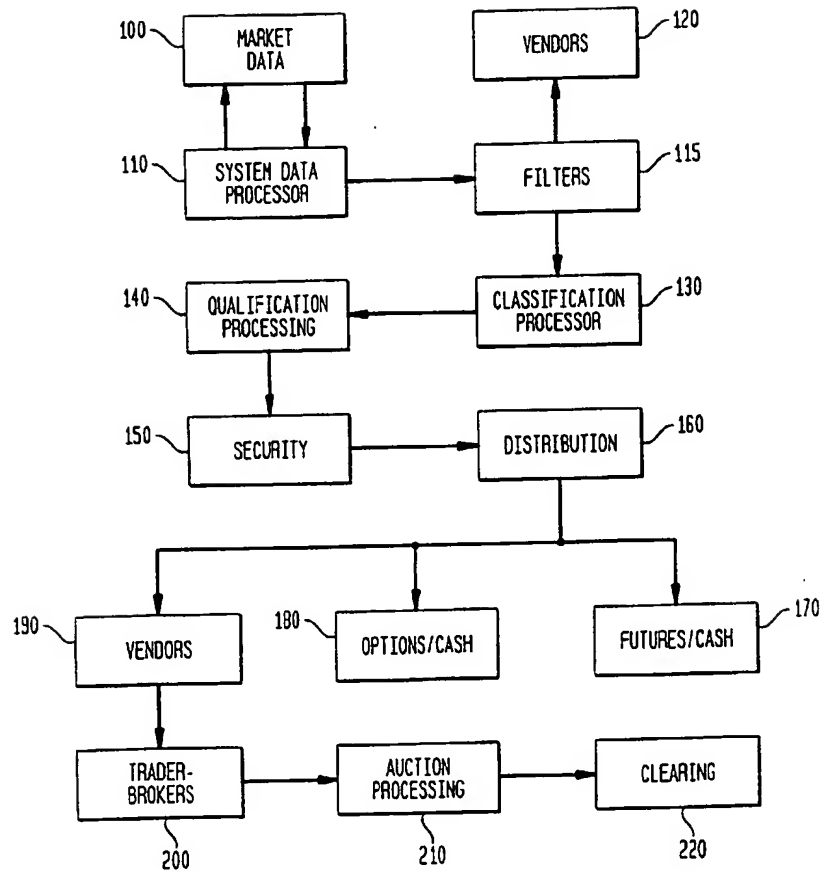 100
MARKET
DATA
VENDORS
120
110
SYSTEM DATA
PROCESSOR
FILTERS
115
140
QUALIFICATION
PROCESSING
CLASSIFICATION
PROCESSOR
130
150
SECURITY
DISTRIBUTION
160
190
VENDORS
180
OPTIONS/CASH
FUTURES/CASH
170
TRADER-
BROKERS
AUCTION
PROCESSING
CLEARING
200
210
220